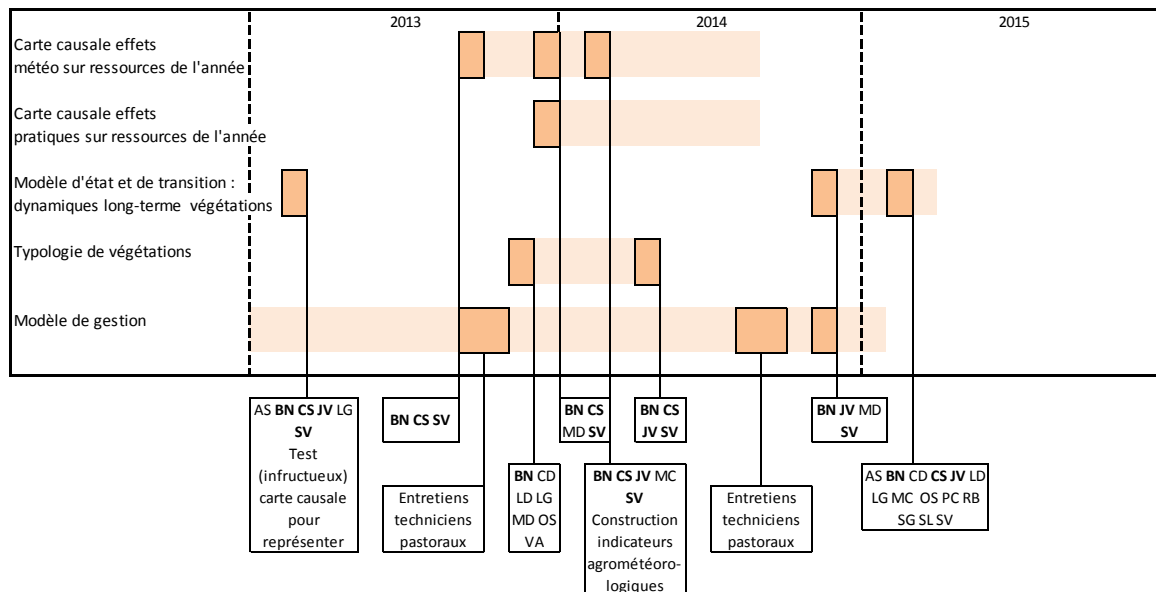 2013
2014
2015
Carte causale effets
météo sur ressources de l'année
Carte causale effets
pratiques sur ressources de l'année
Modèle d'état et de transition :
dynamiques long-terme végétations
Typologie de végétations
Modèle de gestion
AS BN CS JV LG
SV
Test
(infructueux)
carte causale
pour
représenter
BN CS SV
Entretiens
techniciens
pastoraux
BN CD
LD LG
MD OS
VA
BN CS
MD SV
BN CS JV MC
SV
Construction
indicateurs
agrométéoro-
logiques
BN CS
JV SV
Entretiens
techniciens
pastoraux
BN JV MD
SV
AS BN CD CS JV LD
LG MC OS PC RB
SG SL SV